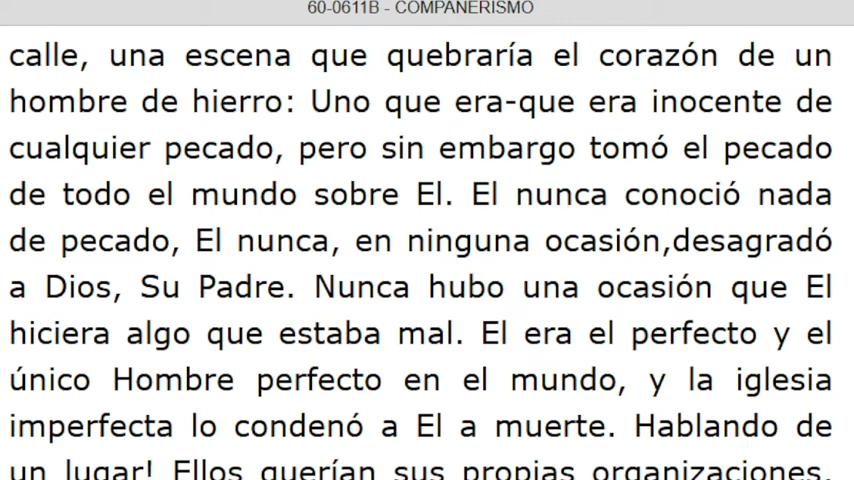 60-0611B - COMPAÑERISMO
calle, una escena que quebraría el corazón de un
hombre de hierro: Uno que era-que era inocente de
cualquier pecado, pero sin embargo tomó el pecado
de todo el mundo sobre El. El nunca conoció nada
de pecado, El nunca, en ninguna ocasión,desagradó
a Dios, Su Padre. Nunca hubo una ocasión que El
hiciera algo que estaba mal. El era el perfecto y el
único Hombre perfecto en el mundo, y la iglesia
imperfecta lo condenó a El a muerte. Hablando de
un lugar! Ellos querían sus propias organizaciones.